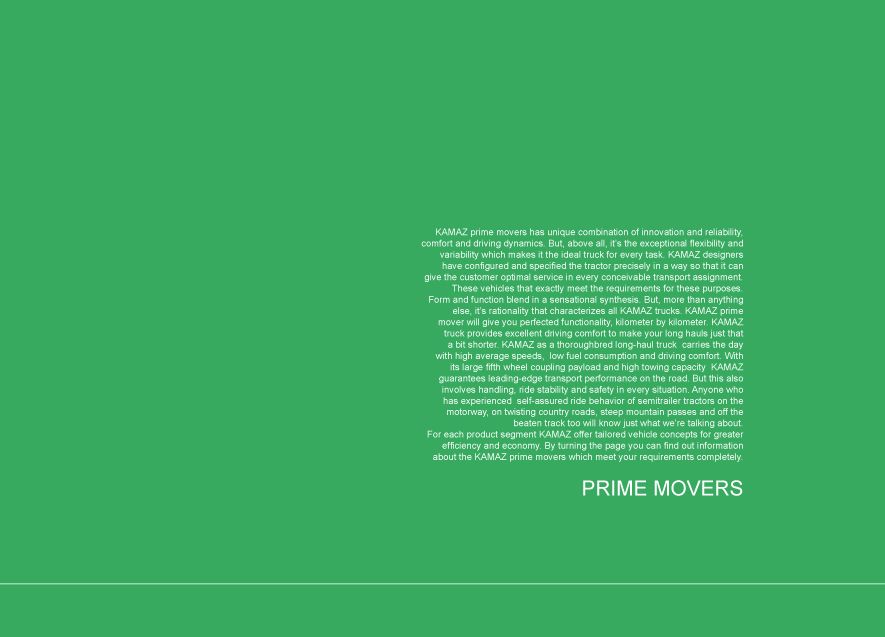 KAMAZ prime movers has unique combination of innovation and reliability,
comfort and driving dynamics. But, above all, it's the exceptional flexibility and
variability which makes it the ideal truck for every task. KAMAZ designers
have configured and specified the tractor precisely in a way so that it can
give the customer optimal service in every conceivable transport assignment.
These vehicles that exactly meet the requirements for these purposes.
Form and function blend in a sensational synthesis. But, more than anything
else, it's rationality that characterizes all KAMAZ trucks. KAMAZ prime
mover will give you perfected functionality, kilometer by kilometer. KAMAZ
truck provides excellent driving comfort to make your long hauls just that
a bit shorter. KAMAZ as a thoroughbred long-haul truck  carries the day
with high average speeds,  low fuel consumption and driving comfort. With
its large fifth wheel coupling payload and high towing capacity  KAMAZ
guarantees leading-edge transport performance on the road. But this also
involves handling, ride stability and safety in every situation. Anyone who
has experienced  self-assured ride behavior of semitrailer tractors on the
motorway, on twisting country roads, steep mountain passes and off the
beaten track too will know just what we're talking about.
For each product segment KAMAZ offer tailored vehicle concepts for greater
efficiency and economy. By turning the page you can find out information
about the KAMAZ prime movers which meet your requirements completely.
PRIME MOVERS